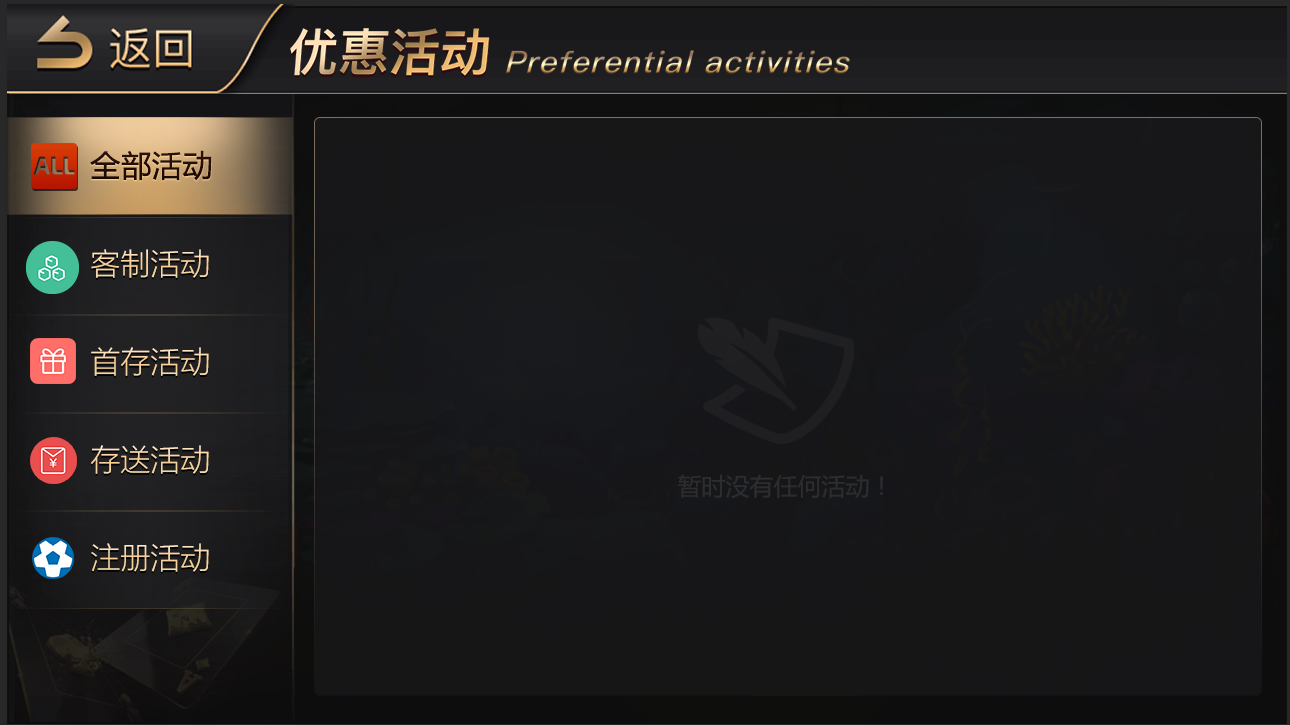 返回
优惠活动 Preferential activities
ALL 全部活动
客制活动
首存活动
¥ 存送活动
注册活动
暂时没有任何活动！